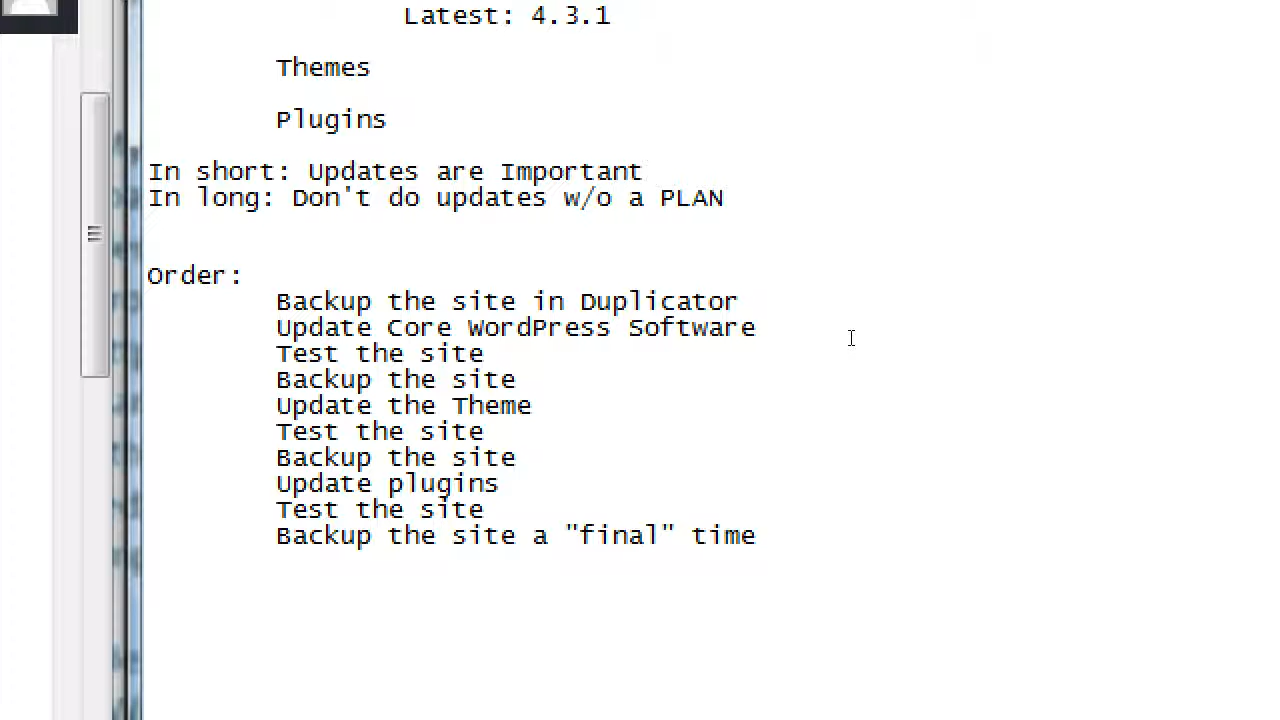 Latest: 4.3.1
Themes
Plugins
In short: Updates are Important
In long: Don't do updates w/o a PLAN
Order:
Backup the site in Duplicator
Update Core WordPress Software
Test the site
Backup the site
Update the Theme
Test the site
Backup the site
Update plugins
Test the site
Backup the site a "final" time